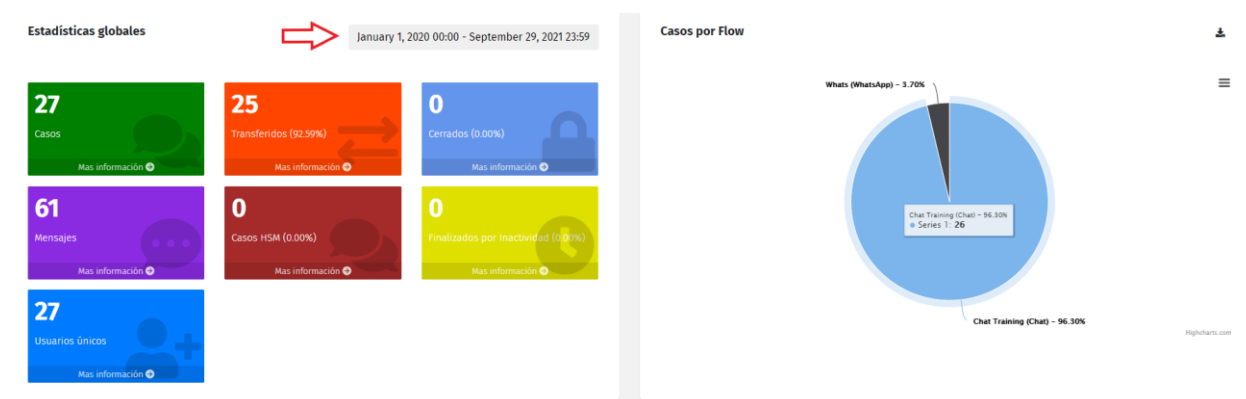 Estadísticas globales
January 1, 2020 00:00 - September 29, 2021 23:59
27
Casos
Mas información
25
Transferidos (92.59%)
Mas información
0
Cerrados (0.00%)
Mas información
61
Mensajes
Mas información
0
Casos HSM (0.00%)
Mas información
0
Finalizados por Inactividad (0.00%)
Mas información
27
Usuarios únicos
Mas información
Casos por Flow
Whats (WhatsApp) – 3.70%
Chat Training (Chat) – 96.30%
Series 1: 26
Chat Training (Chat) – 96.30%
Highcharts.com